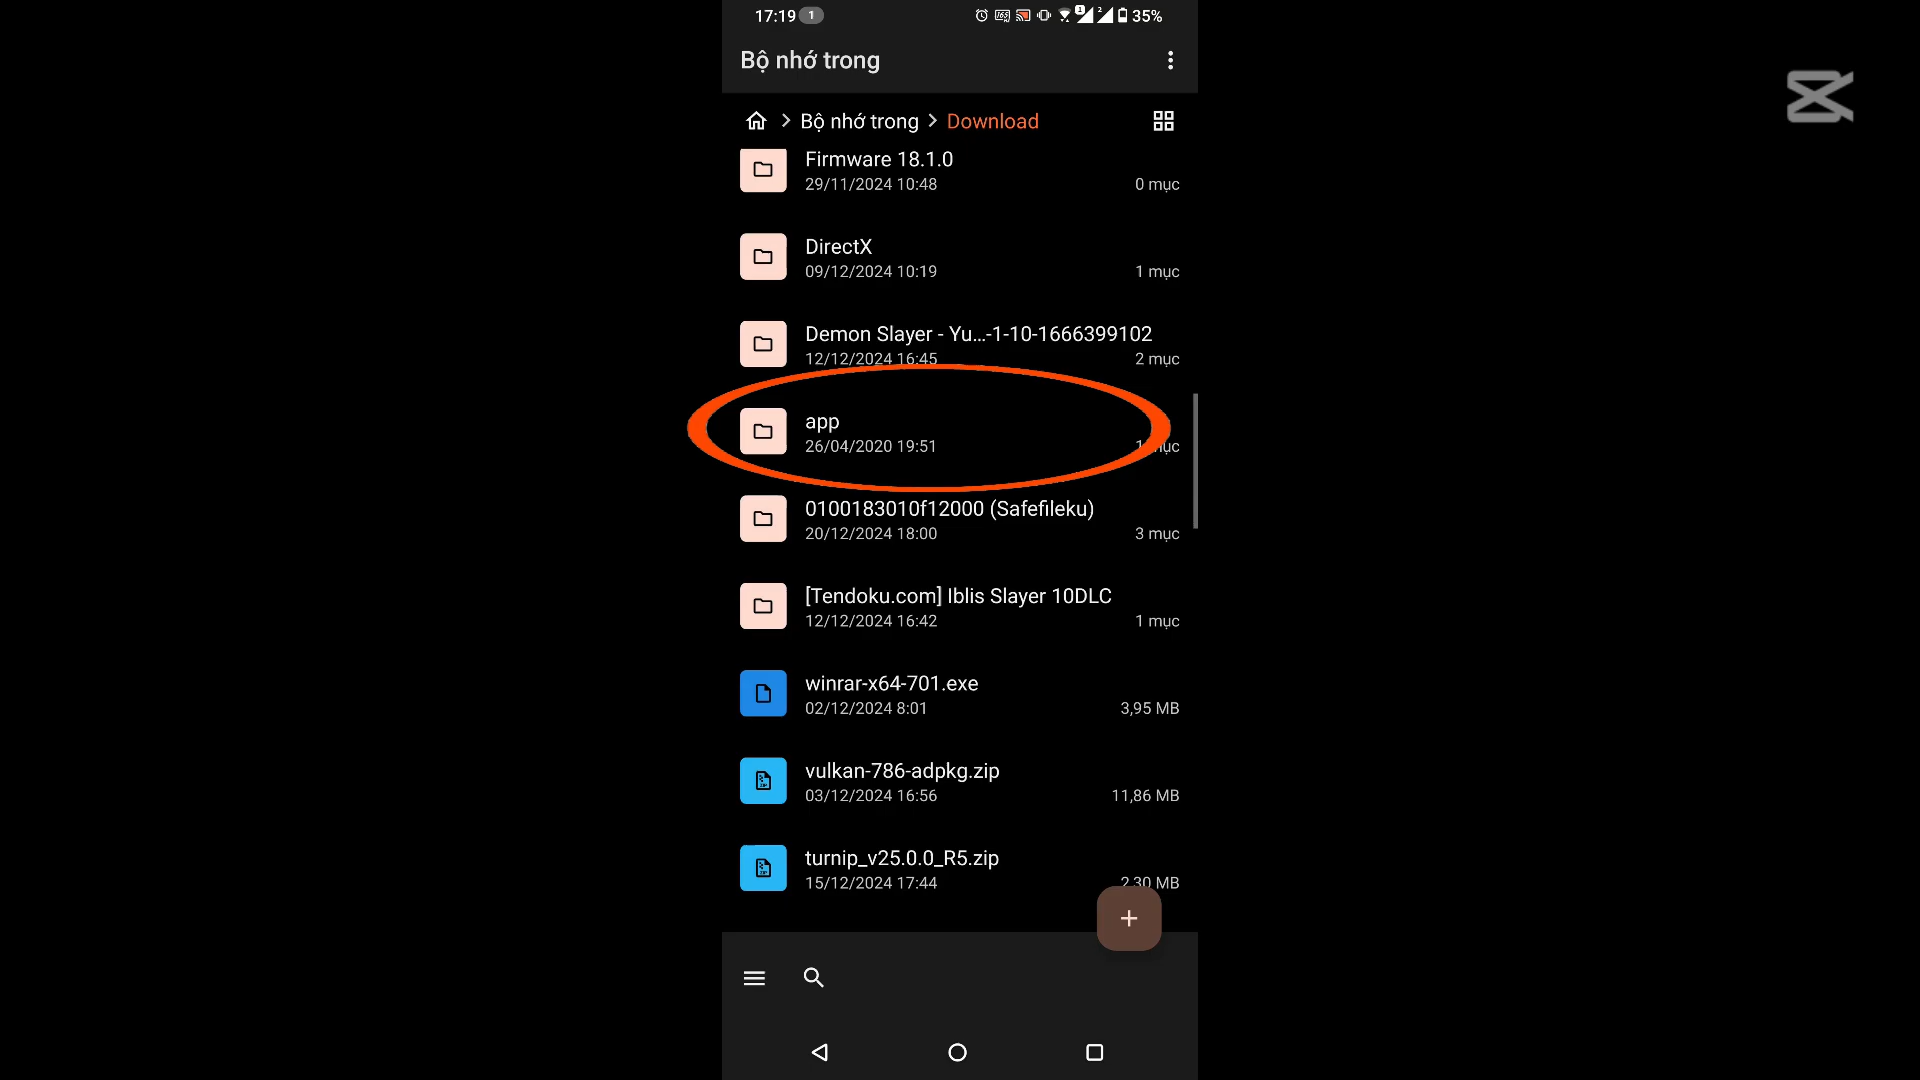 17:19 1 1 2 35%
Bộ nhớ trong
Bộ nhớ trong > Download
Firmware 18.1.0
29/11/2024 10:48 0 mục
DirectX
09/12/2024 10:19 1 mục
Demon Slayer - Yu...-1-10-1666399102
12/12/2024 16:45 2 mục
app
26/04/2020 19:51 1 mục
0100183010f12000 (Safefileku)
20/12/2024 18:00 3 mục
[Tendoku.com] Iblis Slayer 10DLC
12/12/2024 16:42 1 mục
winrar-x64-701.exe
02/12/2024 8:01 3,95 MB
vulkan-786-adpkg.zip
03/12/2024 16:56 11,86 MB
turnip_v25.0.0_R5.zip
15/12/2024 17:44 2,30 MB